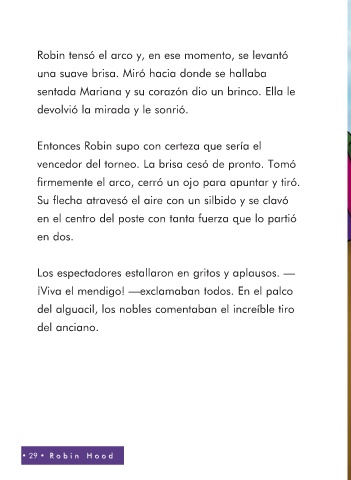 Robin tensó el arco y, en ese momento, se levantó
una suave brisa. Miró hacia donde se hallaba
sentada Mariana y su corazón dio un brinco. Ella le
devolvió la mirada y le sonrió.

Entonces Robin supo con certeza que sería el
vencedor del torneo. La brisa cesó de pronto. Tomó
firmemente el arco, cerró un ojo para apuntar y tiró.
Su flecha atravesó el aire con un silbido y se clavó
en el centro del poste con tanta fuerza que lo partió
en dos.

Los espectadores estallaron en gritos y aplausos. —
¡Viva el mendigo! —exclamaban todos. En el palco
del alguacil, los nobles comentaban el increíble tiro
del anciano.

• 29 • Robin Hood